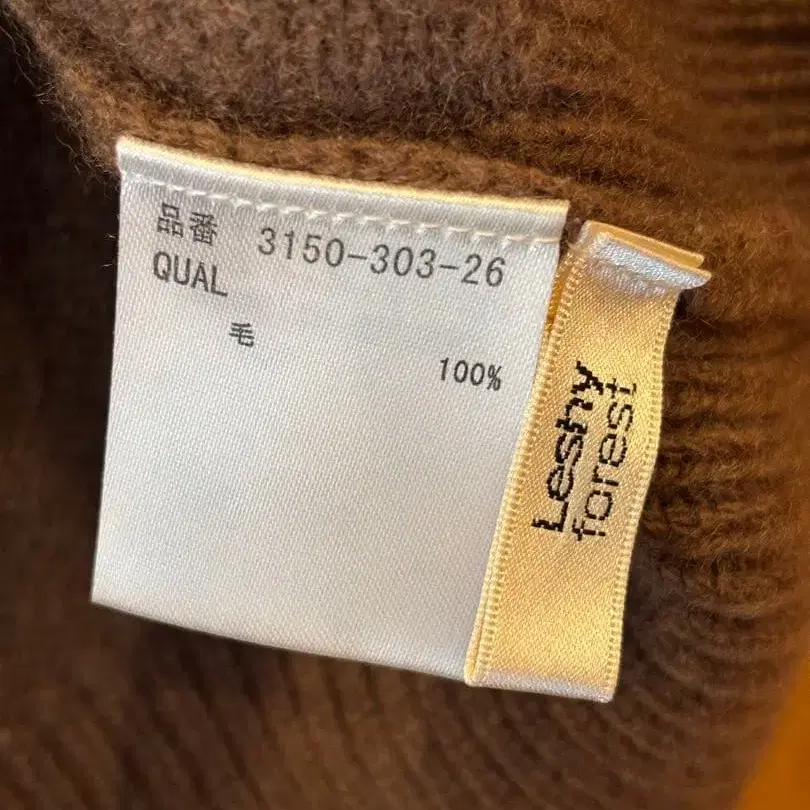 品番 3150-303-26
QUAL
毛 100%
Leshy
forest